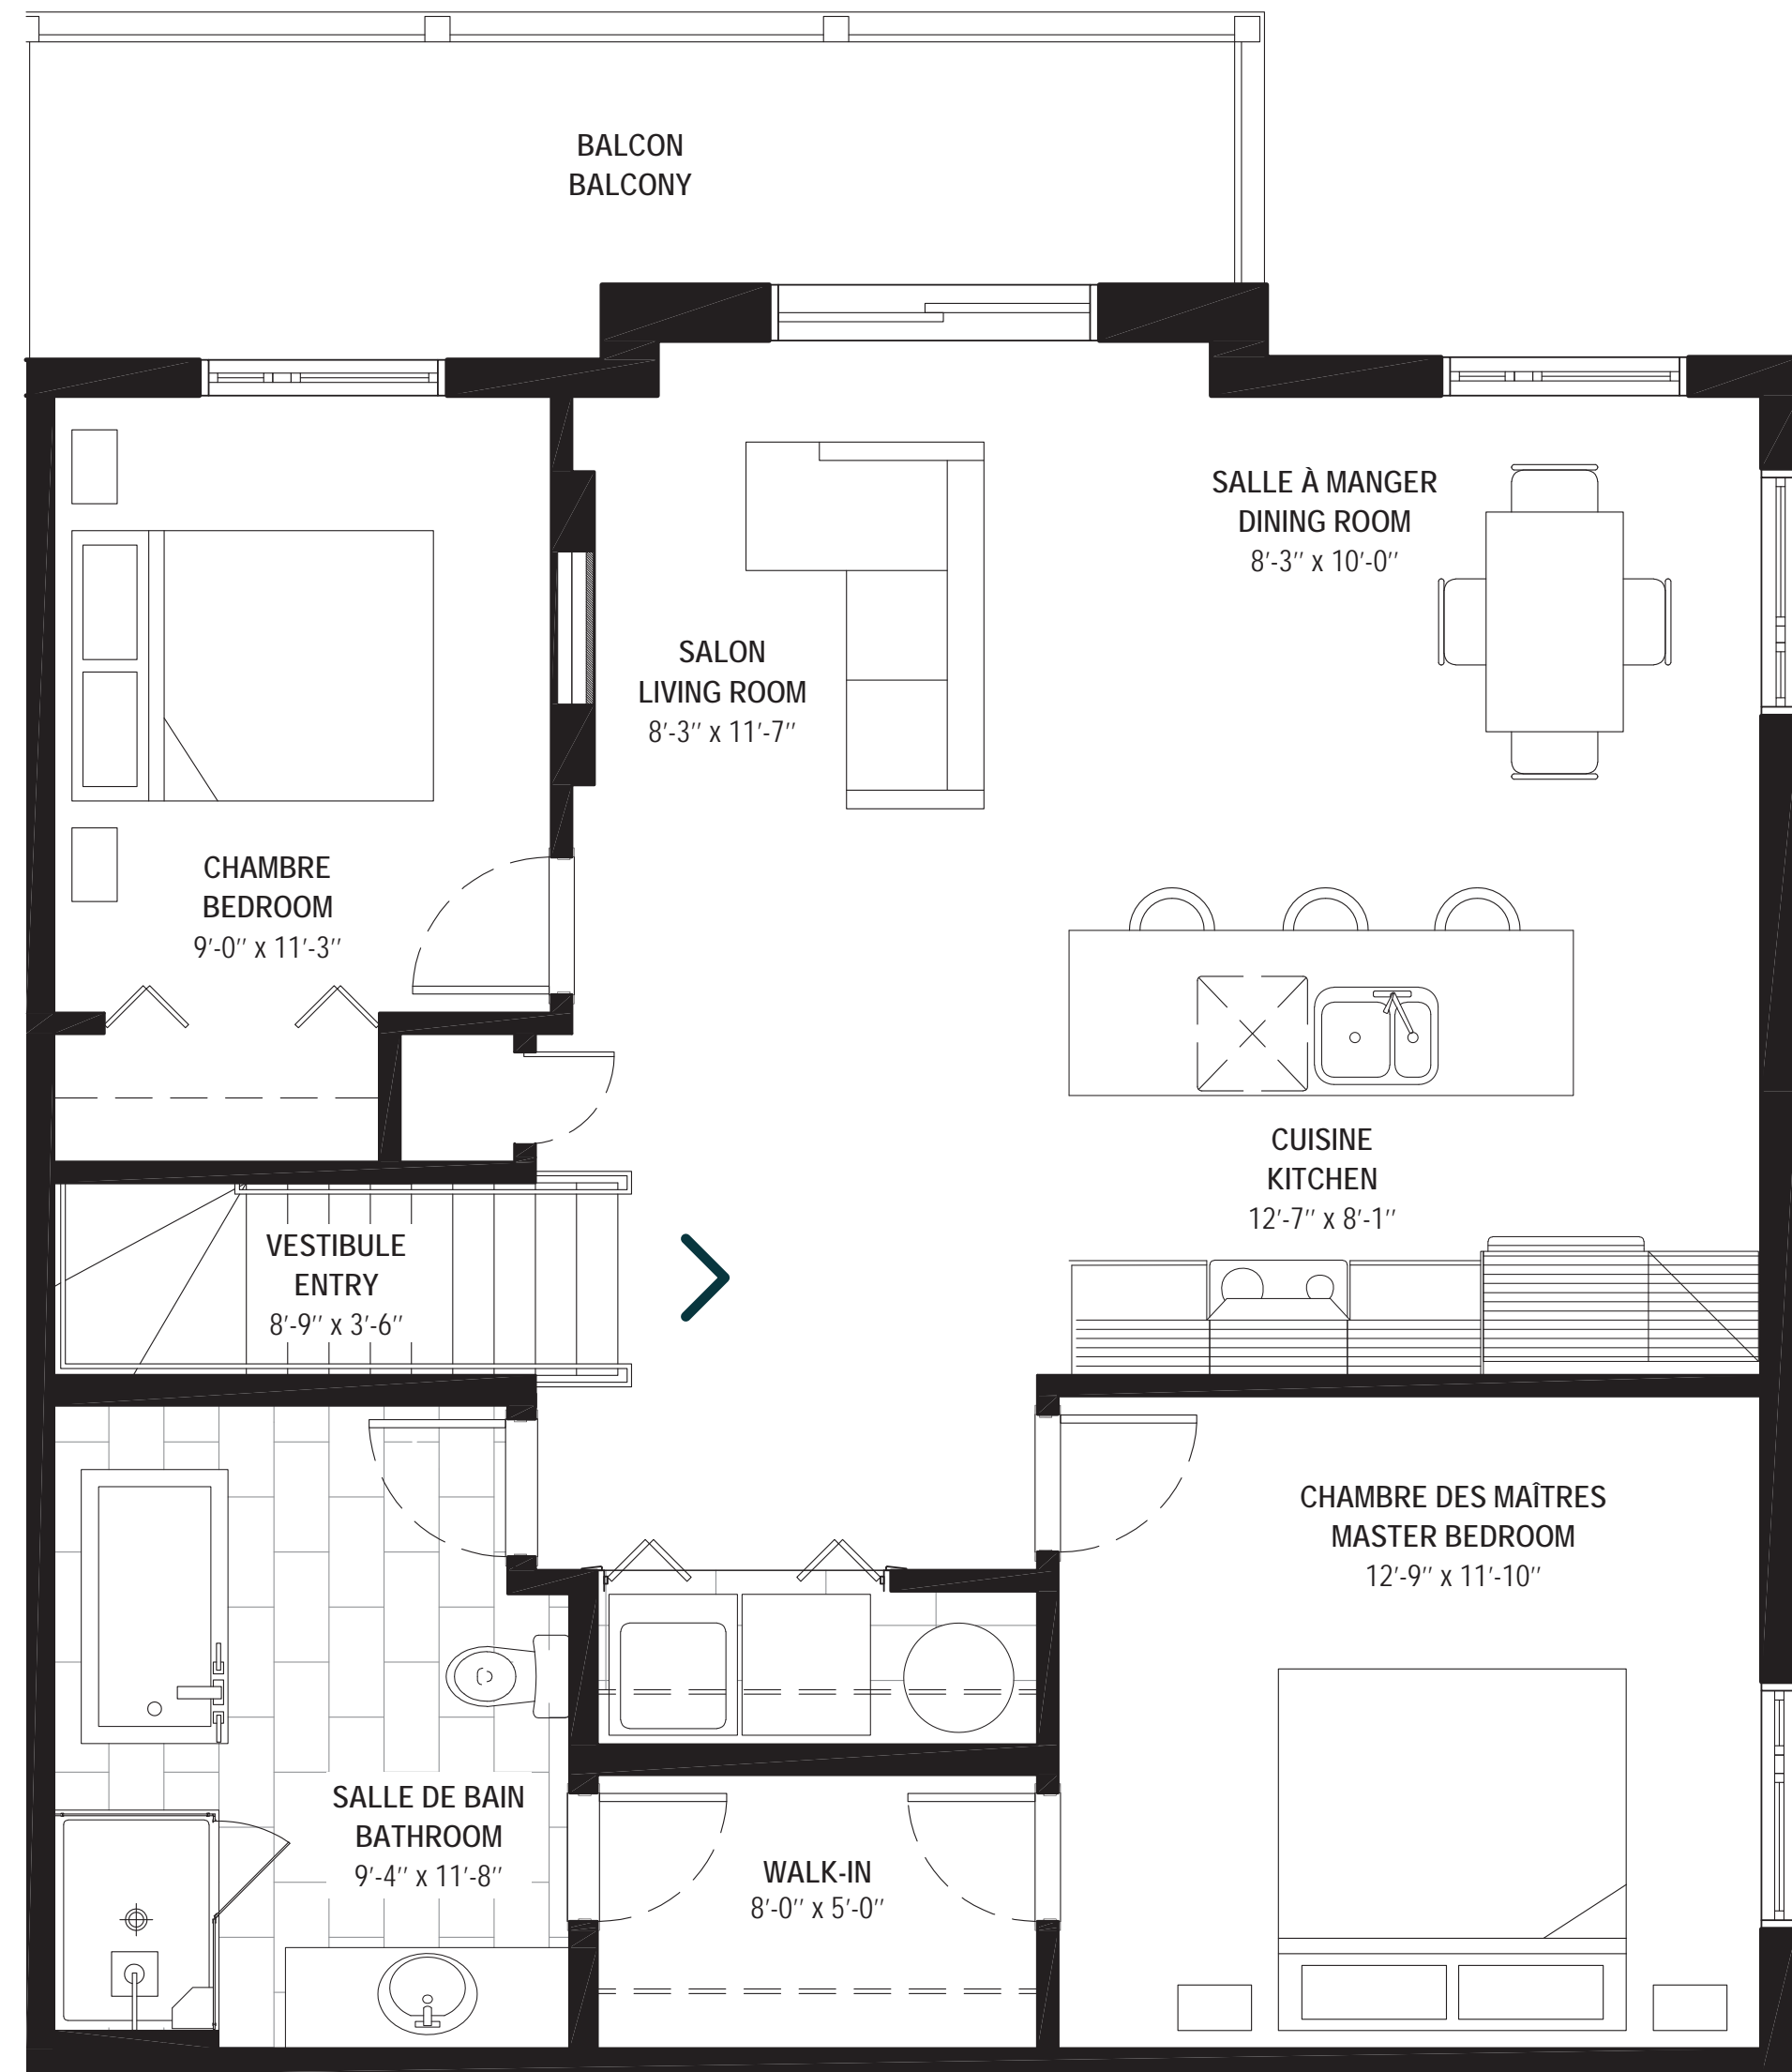 BALCON
BALCONY
SALLE À MANGER
DINING ROOM
8'-3'' x 10'-0''
SALON
LIVING ROOM
8'-3'' x 11'-7''
CHAMBRE
BEDROOM
9'-0'' x 11'-3''
CUISINE
KITCHEN
12'-7'' x 8'-1''
VESTIBULE
ENTRY
8'-9'' x 3'-6''
CHAMBRE DES MAÎTRES
MASTER BEDROOM
12'-9'' x 11'-10''
SALLE DE BAIN
BATHROOM
9'-4'' x 11'-8''
WALK-IN
8'-0'' x 5'-0''